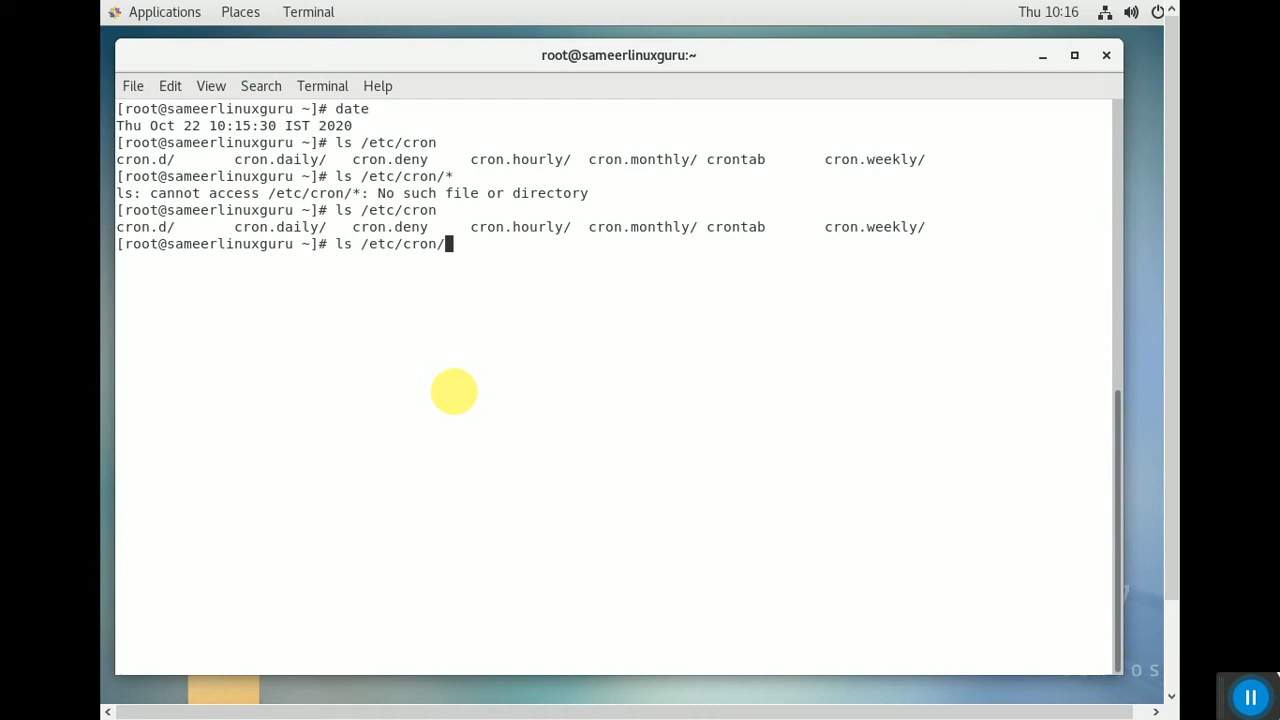 Applications Places Terminal Thu 10:16
root@sameerlinuxguru:~
File Edit View Search Terminal Help
[root@sameerlinuxguru ~]# date
Thu Oct 22 10:15:30 IST 2020
[root@sameerlinuxguru ~]# ls /etc/cron
cron.d/ cron.daily/ cron.deny cron.hourly/ cron.monthly/ crontab cron.weekly/
[root@sameerlinuxguru ~]# ls /etc/cron/*
ls: cannot access /etc/cron/*: No such file or directory
[root@sameerlinuxguru ~]# ls /etc/cron
cron.d/ cron.daily/ cron.deny cron.hourly/ cron.monthly/ crontab cron.weekly/
[root@sameerlinuxguru ~]# ls /etc/cron/
7
OS